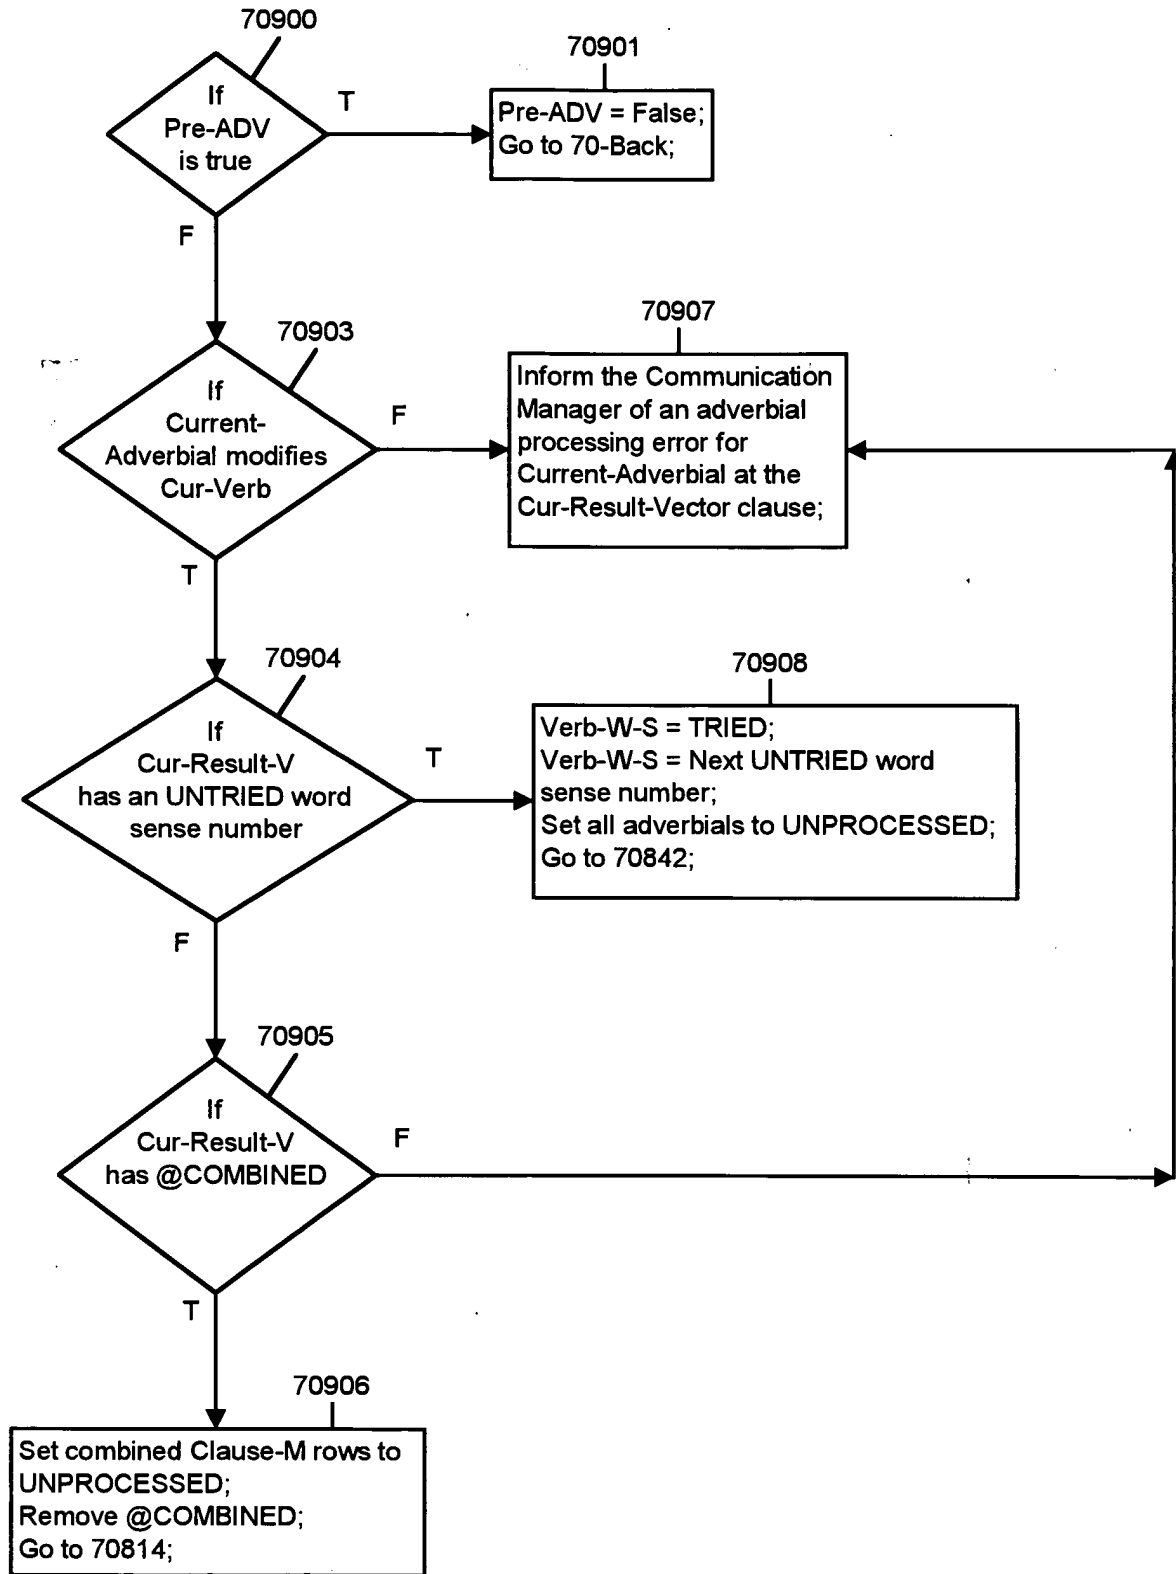 70900
If
Pre-ADV
is true
T
F
70901
Pre-ADV = False;
Go to 70-Back;
70903
If
Current-
Adverbial modifies
Cur-Verb
F
T
70907
Inform the Communication
Manager of an adverbial
processing error for
Current-Adverbial at the
Cur-Result-Vector clause;
70904
If
Cur-Result-V
has an UNTRIED word
sense number
T
F
70908
Verb-W-S = TRIED;
Verb-W-S = Next UNTRIED word
sense number;
Set all adverbials to UNPROCESSED;
Go to 70842;
70905
If
Cur-Result-V
has @COMBINED
F
T
70906
Set combined Clause-M rows to
UNPROCESSED;
Remove @COMBINED;
Go to 70814;